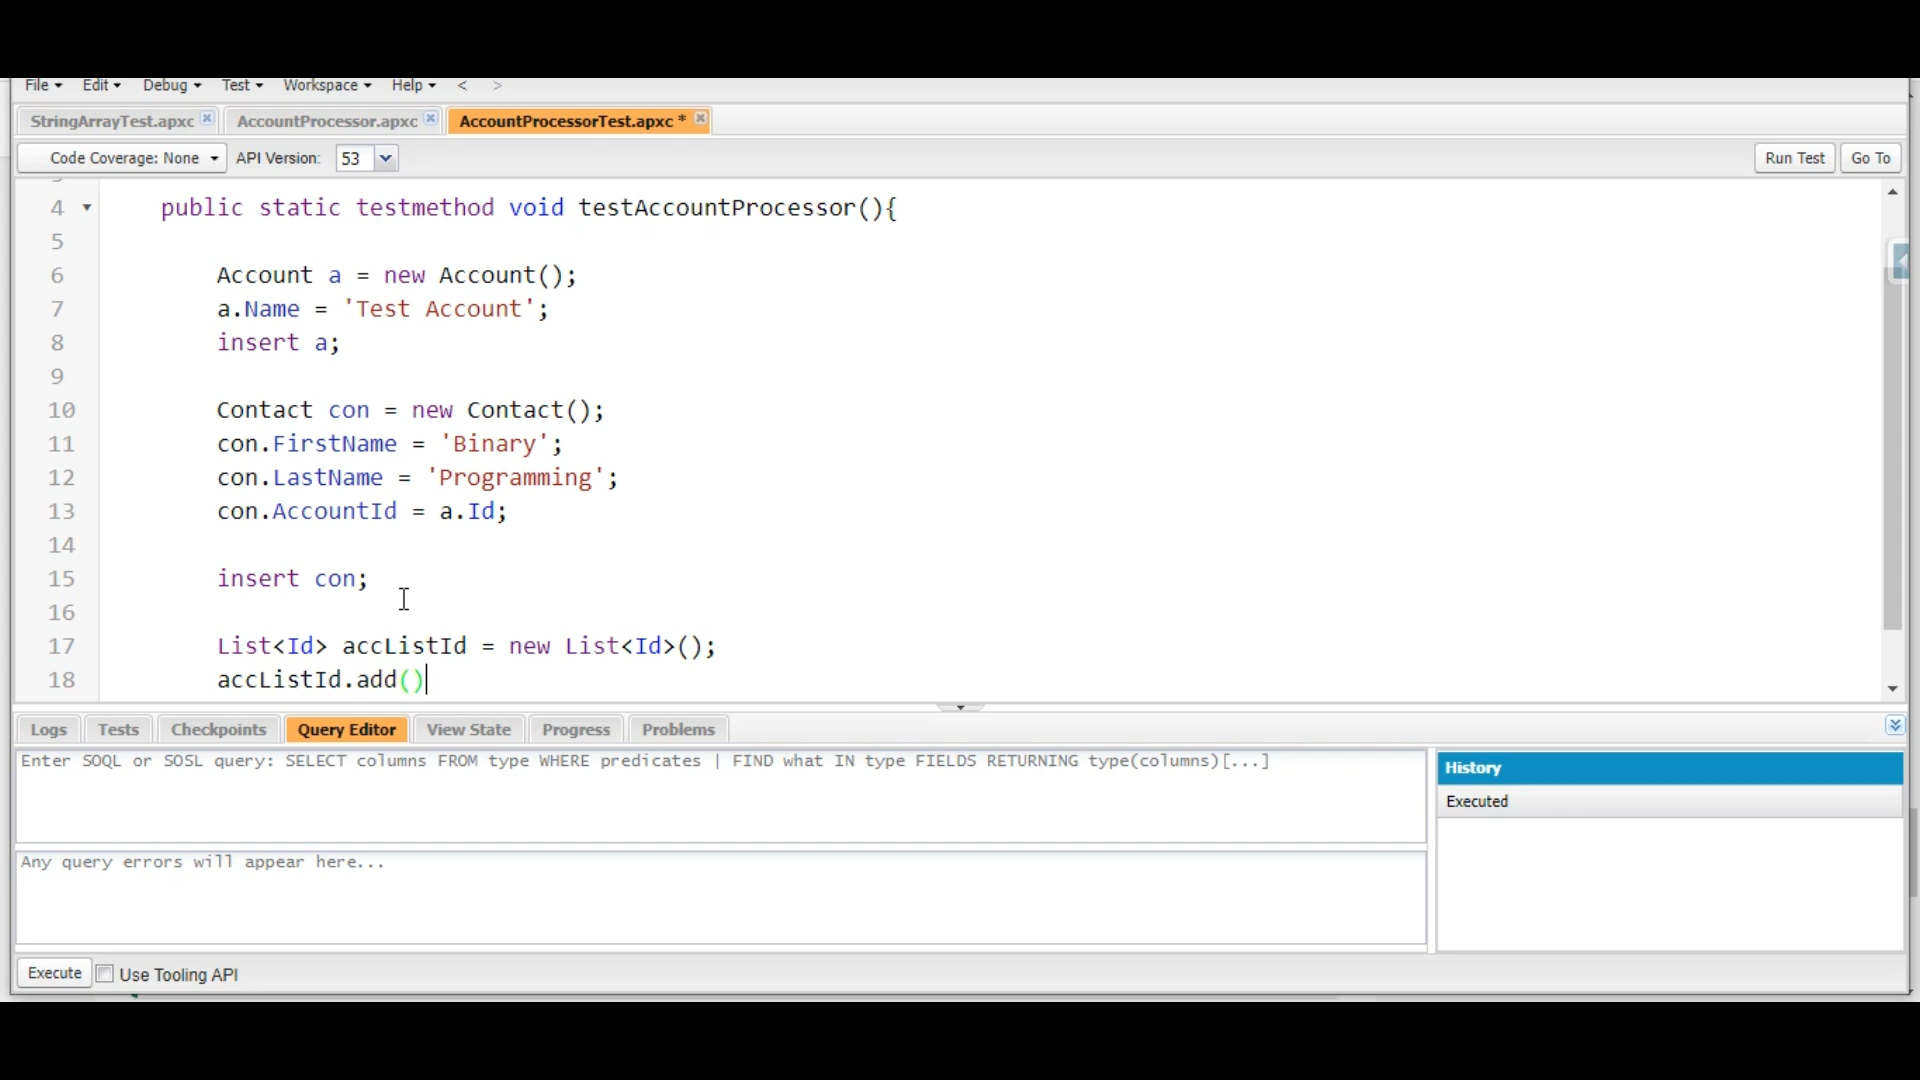 File Edit Debug Test Workspace Help < >
StringArrayTest.apxc AccountProcessor.apxc AccountProcessorTest.apxc *
Code Coverage: None API Version: 53 Run Test Go To
4 public static testmethod void testAccountProcessor(){
5
6 Account a = new Account();
7 a.Name = 'Test Account';
8 insert a;
9
10 Contact con = new Contact();
11 con.FirstName = 'Binary';
12 con.LastName = 'Programming';
13 con.AccountId = a.Id;
14
15 insert con;
16
17 List<Id> accListId = new List<Id>();
18 accListId.add()
Logs Tests Checkpoints Query Editor View State Progress Problems
Enter SOQL or SOSL query: SELECT columns FROM type WHERE predicates | FIND what IN type FIELDS RETURNING type(columns)[...]
History
Executed
Any query errors will appear here...
Execute Use Tooling API